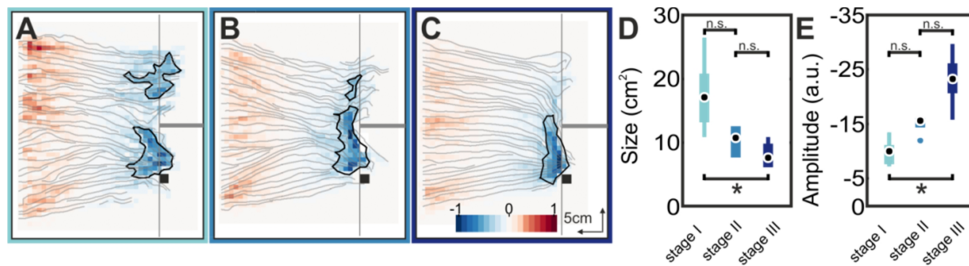 A
B
C
-1
0
1
5cm
D
Size (cm²)
30
20
10
0
n.s.
n.s.
*
stage I
stage II
stage III
E
Amplitude (a.u.)
-35
-25
-15
-5
n.s.
n.s.
*
stage I
stage II
stage III